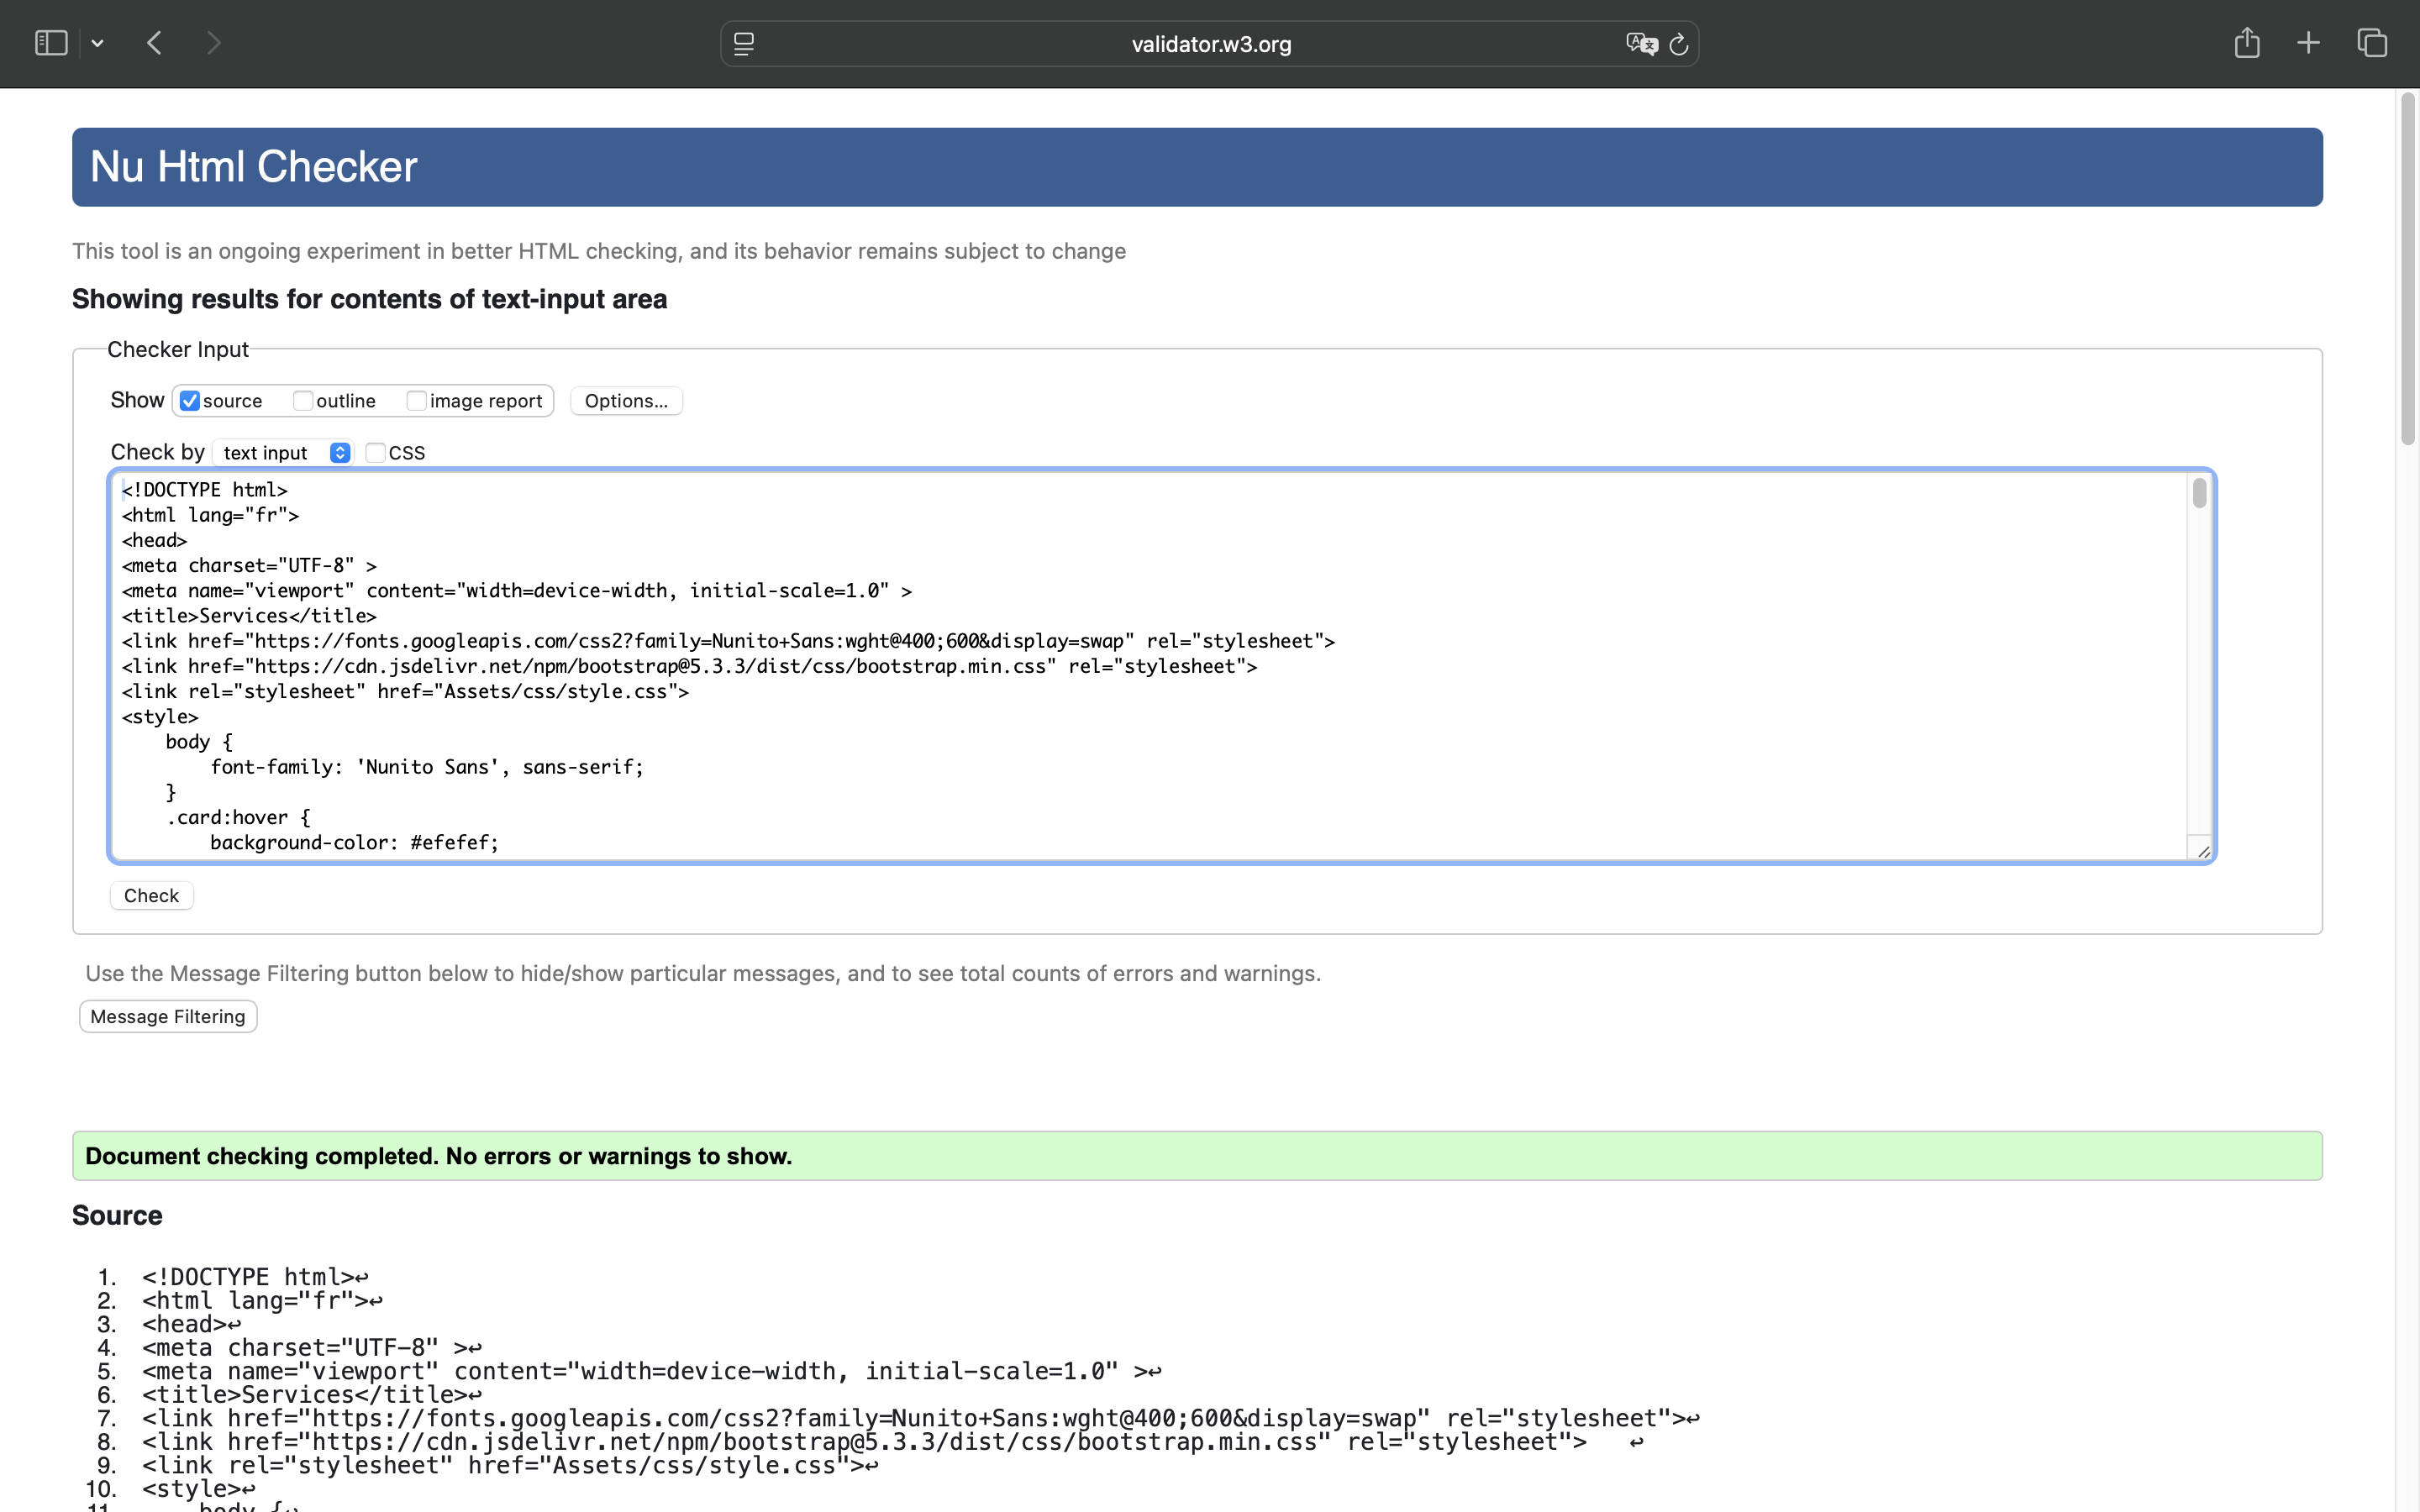 validator.w3.org
Nu Html Checker
This tool is an ongoing experiment in better HTML checking, and its behavior remains subject to change
Showing results for contents of text-input area
Checker Input
Show source outline image report Options...
Check by text input CSS
<!DOCTYPE html>
<html lang="fr">
<head>
<meta charset="UTF-8" >
<meta name="viewport" content="width=device-width, initial-scale=1.0" >
<title>Services</title>
<link href="https://fonts.googleapis.com/css2?family=Nunito+Sans:wght@400;600&display=swap" rel="stylesheet">
<link href="https://cdn.jsdelivr.net/npm/bootstrap@5.3.3/dist/css/bootstrap.min.css" rel="stylesheet">
<link rel="stylesheet" href="Assets/css/style.css">
<style>
    body {
        font-family: 'Nunito Sans', sans-serif;
    }
    .card:hover {
        background-color: #efefef;
Check
Use the Message Filtering button below to hide/show particular messages, and to see total counts of errors and warnings.
Message Filtering
Document checking completed. No errors or warnings to show.
Source
1. <!DOCTYPE html>↩
2. <html lang="fr">↩
3. <head>↩
4. <meta charset="UTF-8" >↩
5. <meta name="viewport" content="width=device-width, initial-scale=1.0" >↩
6. <title>Services</title>↩
7. <link href="https://fonts.googleapis.com/css2?family=Nunito+Sans:wght@400;600&display=swap" rel="stylesheet">↩
8. <link href="https://cdn.jsdelivr.net/npm/bootstrap@5.3.3/dist/css/bootstrap.min.css" rel="stylesheet">   ↩
9. <link rel="stylesheet" href="Assets/css/style.css">↩
10. <style>↩
11.     body {↩